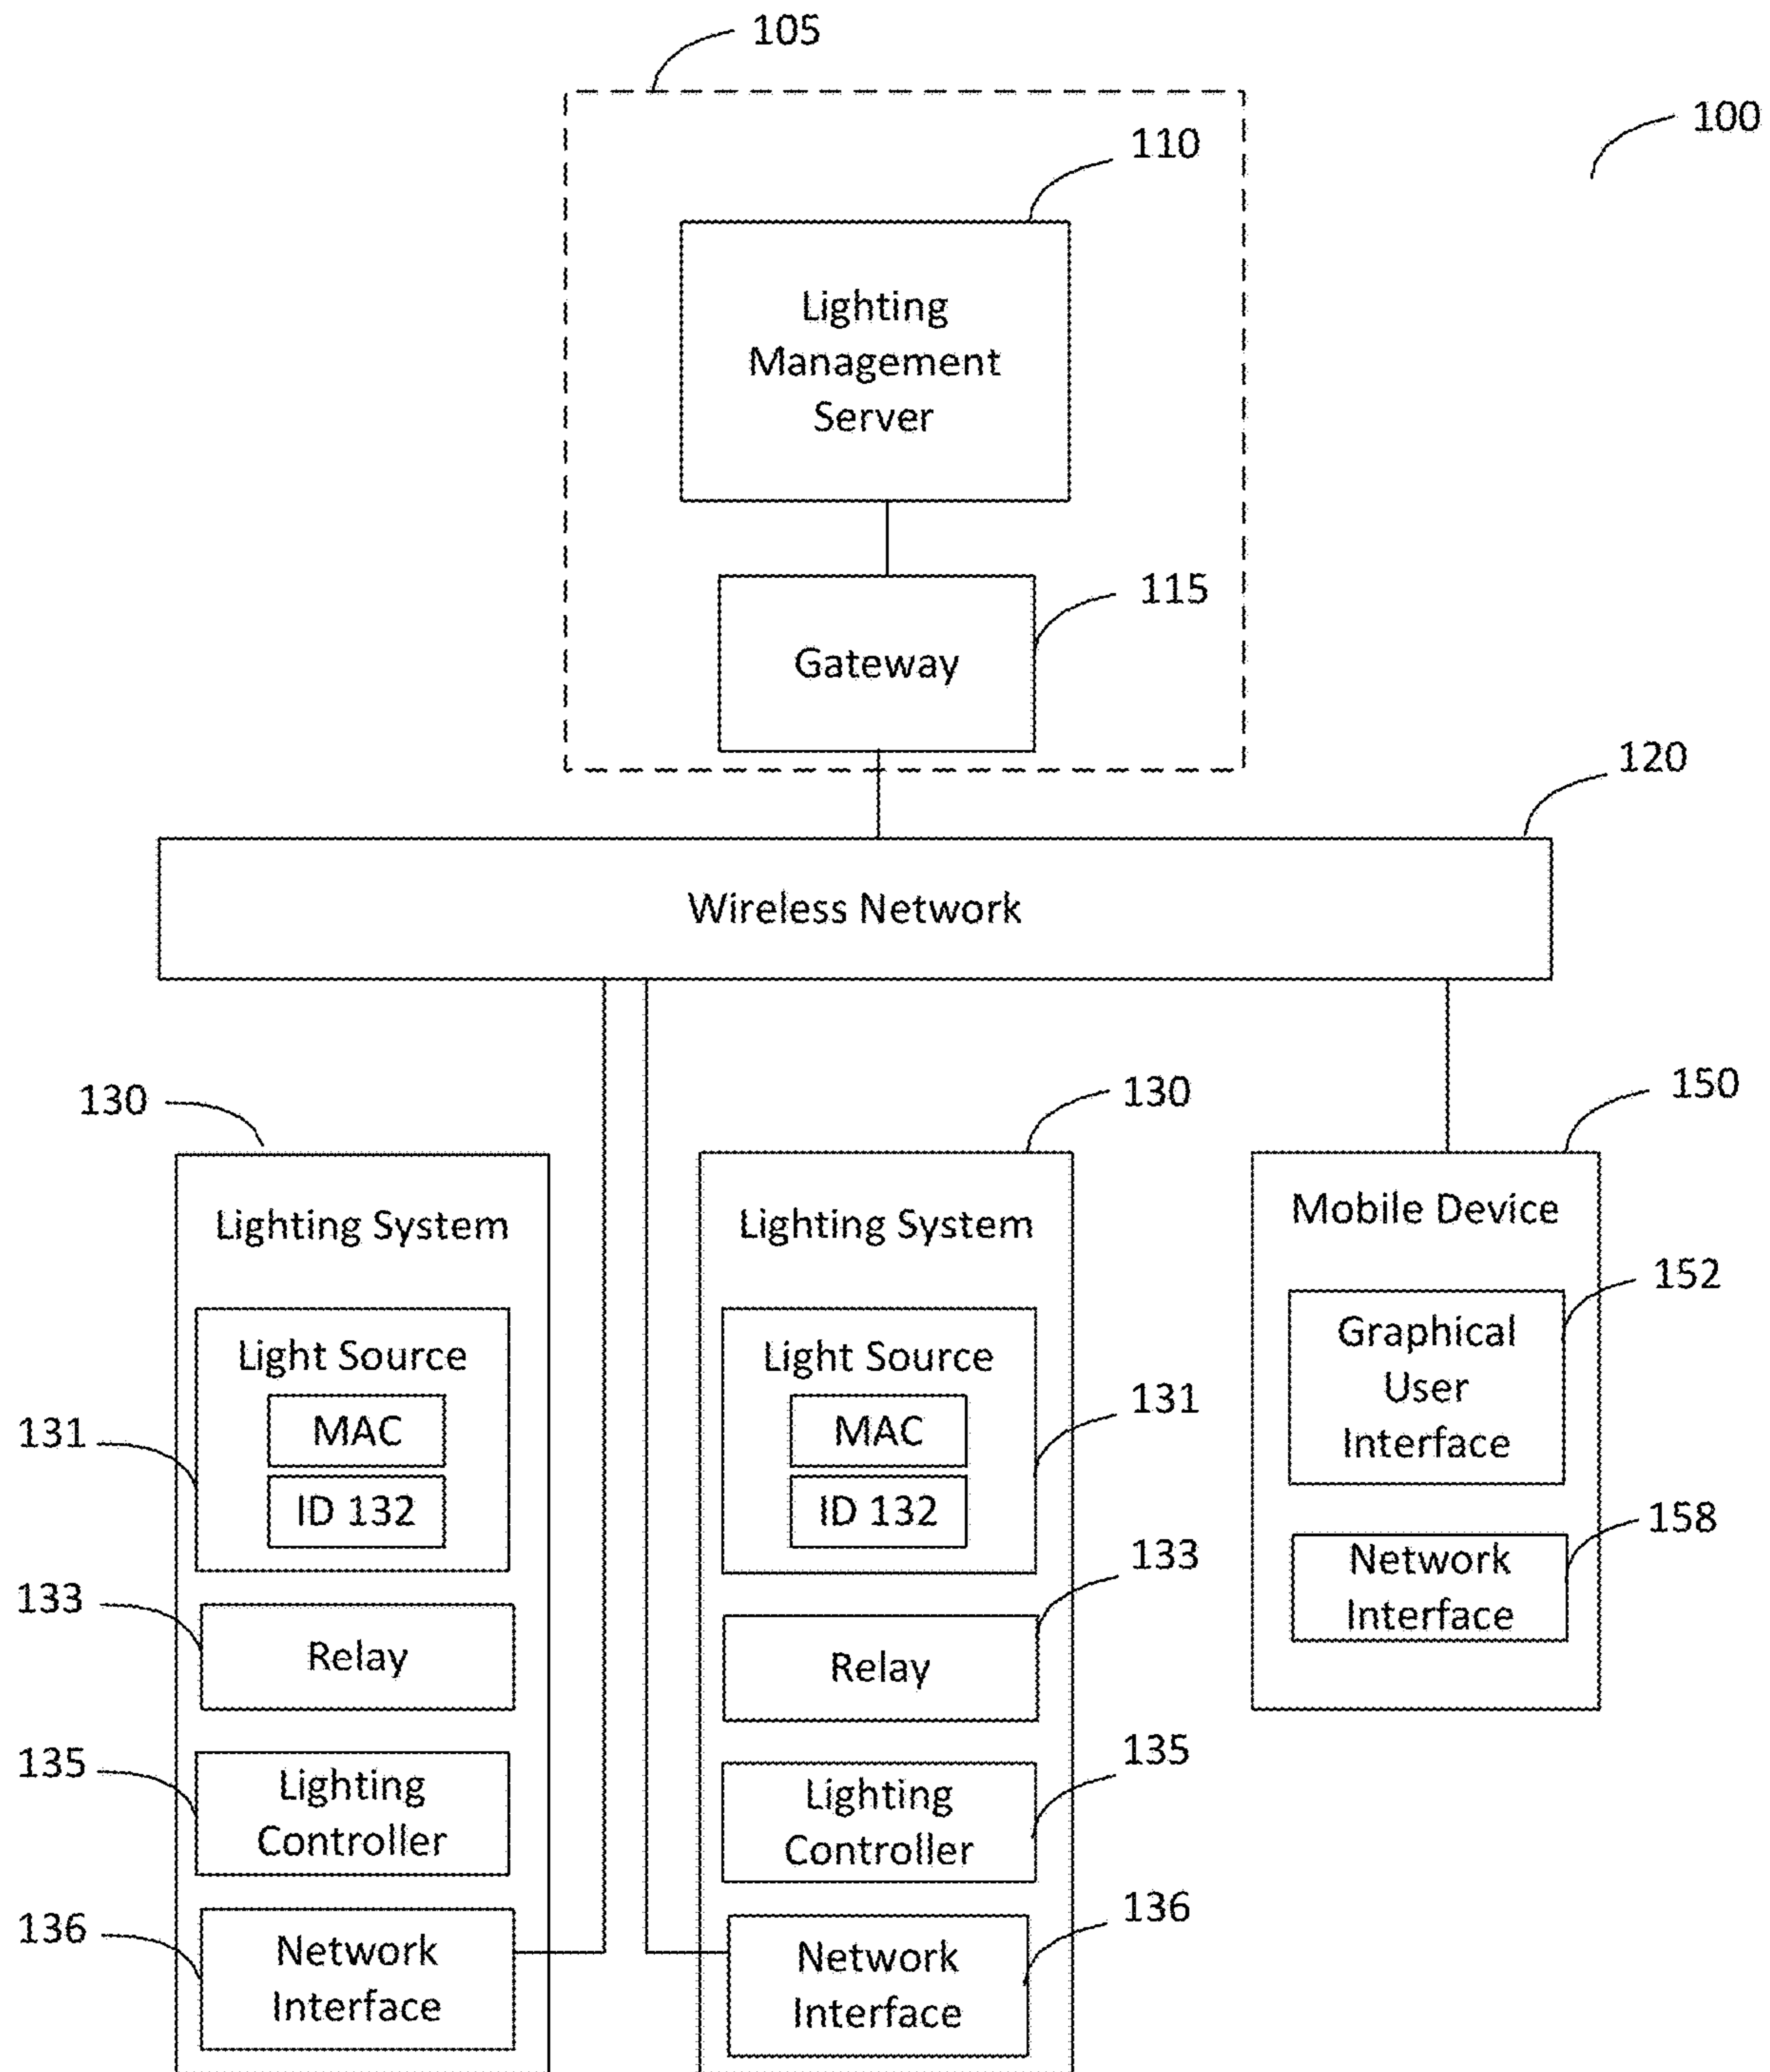 105
100
110
Lighting
Management
Server
115
Gateway
120
Wireless Network
130
Lighting System
Light Source
MAC
ID 132
131
133
Relay
135
Lighting
Controller
136
Network
Interface
130
Lighting System
Light Source
MAC
ID 132
131
133
Relay
135
Lighting
Controller
136
Network
Interface
150
Mobile Device
152
Graphical
User
Interface
158
Network
Interface